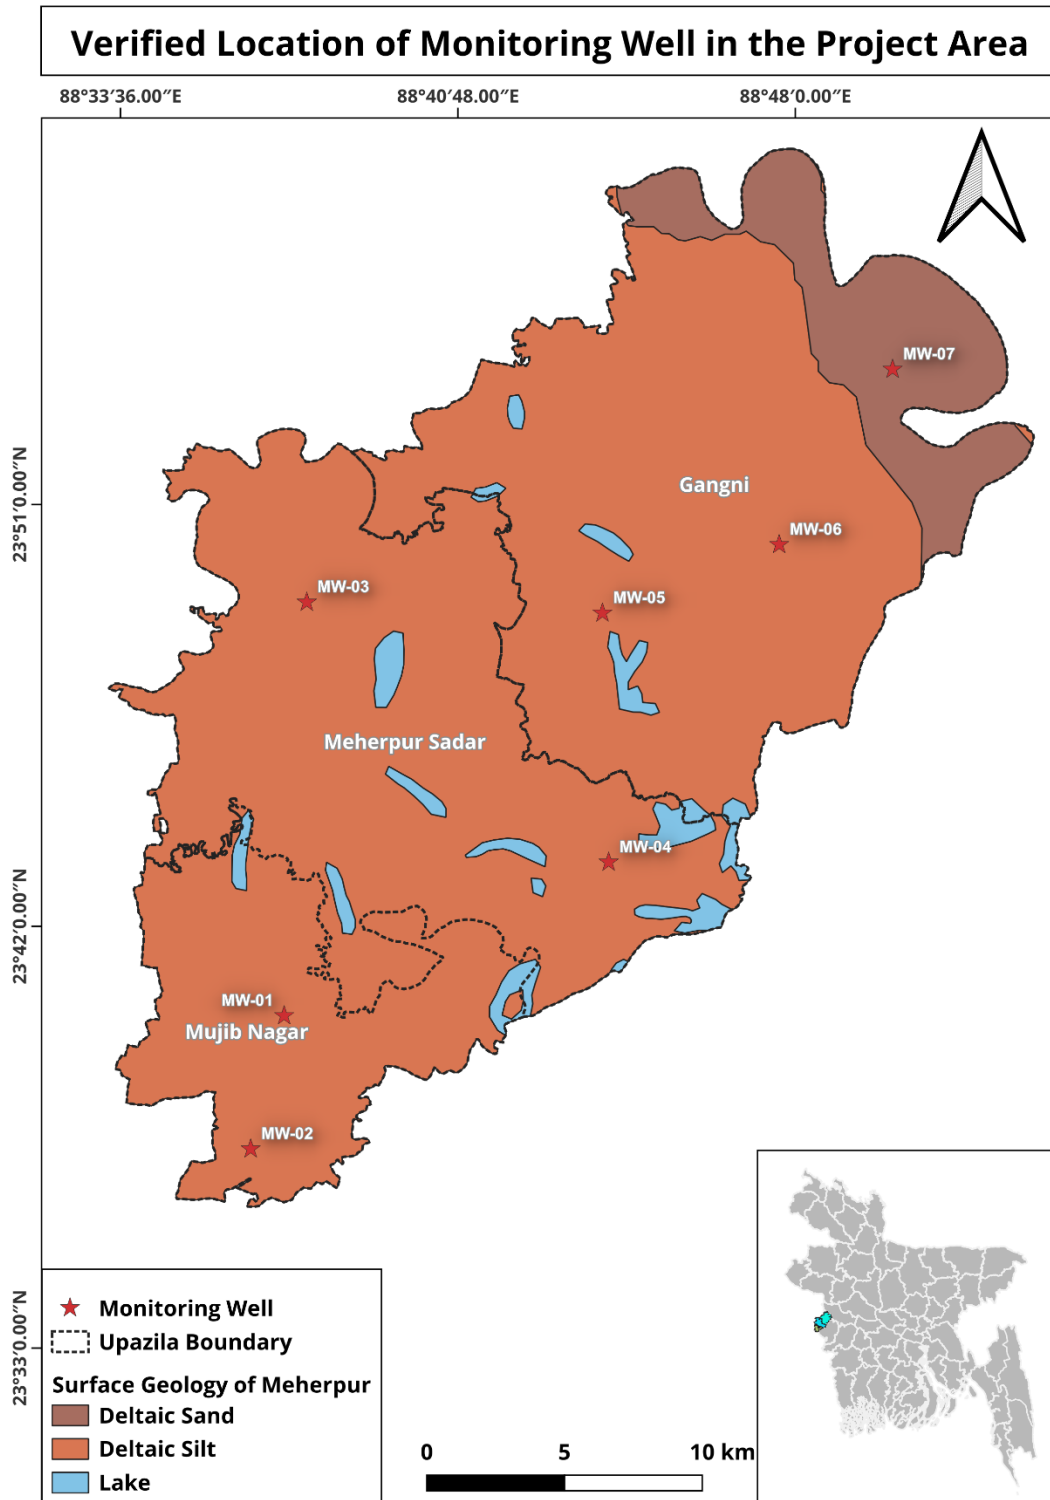 Verified Location of Monitoring Well in the Project Area
88°33′36.00″E 88°40′48.00″E 88°48′0.00″E
MW-07
23°51′0.00″N
Gangni
MW-06
MW-03
MW-05
Meherpur Sadar
MW-04
23°42′0.00″N
MW-01
Mujib Nagar
MW-02
23°33′0.00″N
Monitoring Well
Upazila Boundary
Surface Geology of Meherpur
Deltaic Sand
Deltaic Silt
Lake
0 5 10 km